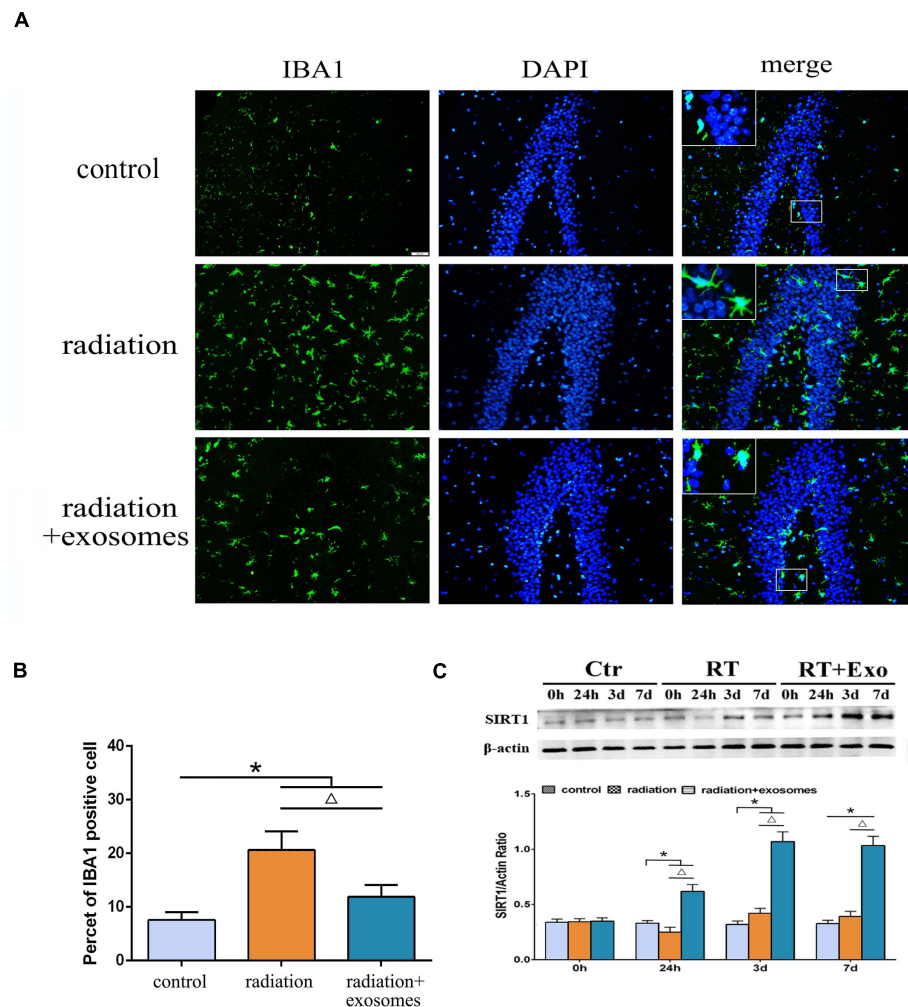 A
IBA1 DAPI merge
control
radiation
radiation
+exosomes
B
Percet of IBA1 positive cell
40
30
20
10
0
*
△
control radiation radiation+
exosomes
C
Ctr RT RT+Exo
0h 24h 3d 7d 0h 24h 3d 7d 0h 24h 3d 7d
SIRT1
β-actin
control radiation radiation+exosomes
SIRT1/Actin Ratio
1.5
1.0
0.5
0.0
* △
* △
* △
0h 24h 3d 7d